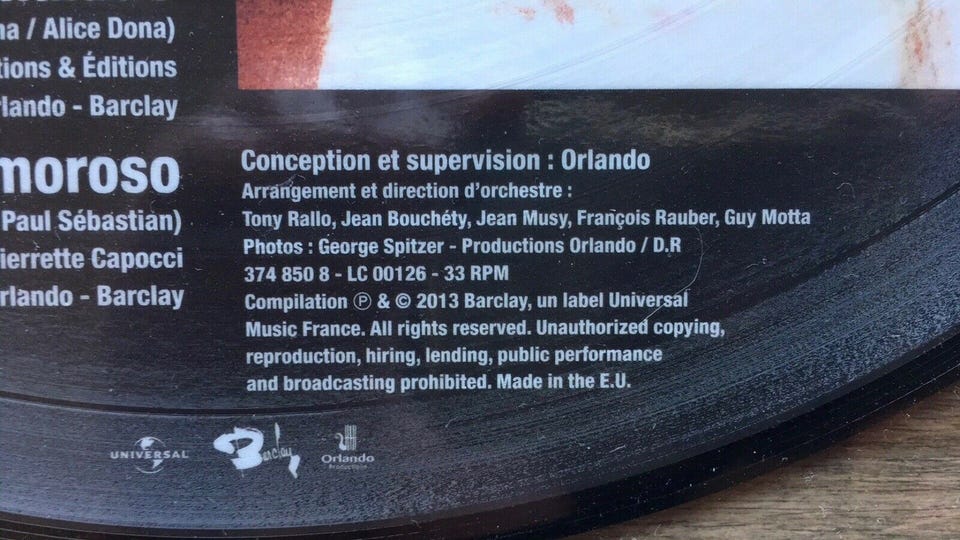 na / Alice Dona)
tions & Éditions
rlando - Barclay
moroso
Paul Sébastian)
ierrette Capocci
rlando - Barclay
Conception et supervision : Orlando
Arrangement et direction d'orchestre :
Tony Rallo, Jean Bouchéty, Jean Musy, François Rauber, Guy Motta
Photos : George Spitzer - Productions Orlando / D.R
374 850 8 - LC 00126 - 33 RPM
Compilation ℗ & © 2013 Barclay, un label Universal
Music France. All rights reserved. Unauthorized copying,
reproduction, hiring, lending, public performance
and broadcasting prohibited. Made in the E.U.
UNIVERSAL
Barclay
Orlando
Productions